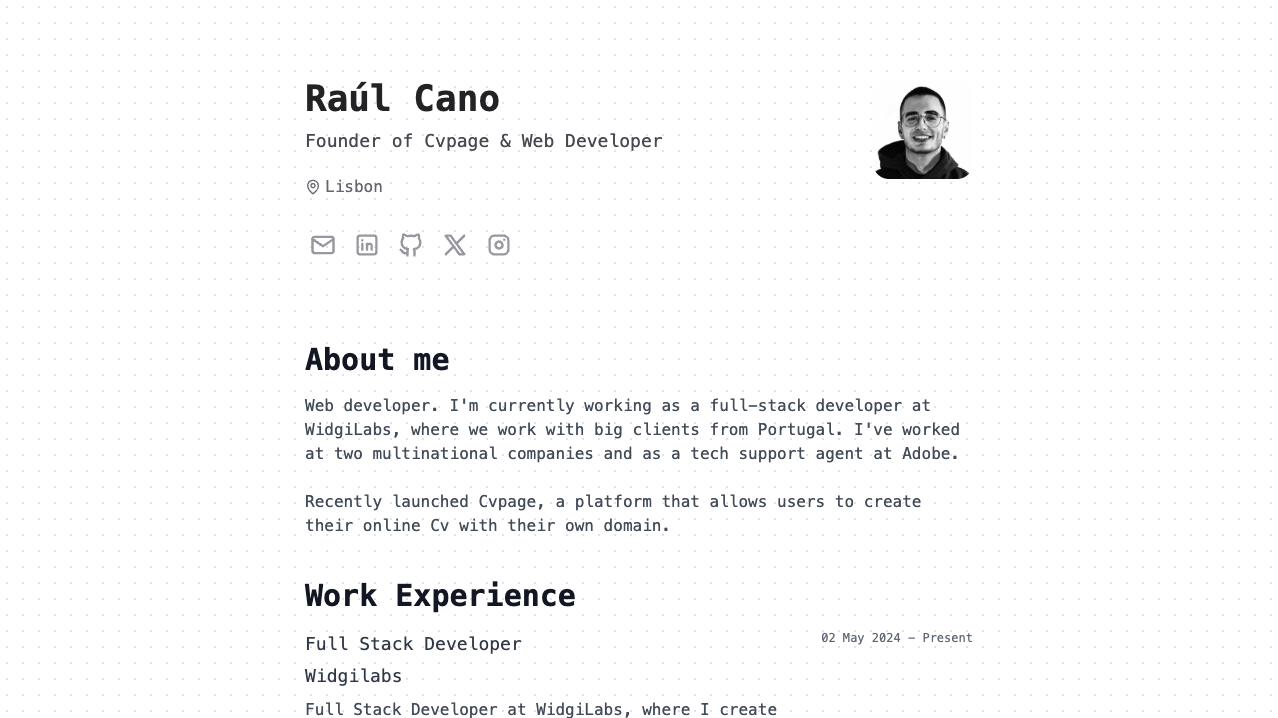 Raúl Cano
Founder of Cvpage & Web Developer
Lisbon
About me
Web developer. I'm currently working as a full-stack developer at
WidgiLabs, where we work with big clients from Portugal. I've worked
at two multinational companies and as a tech support agent at Adobe.
Recently launched Cvpage, a platform that allows users to create
their online Cv with their own domain.
Work Experience
Full Stack Developer
02 May 2024 - Present
Widgilabs
Full Stack Developer at WidgiLabs, where I create